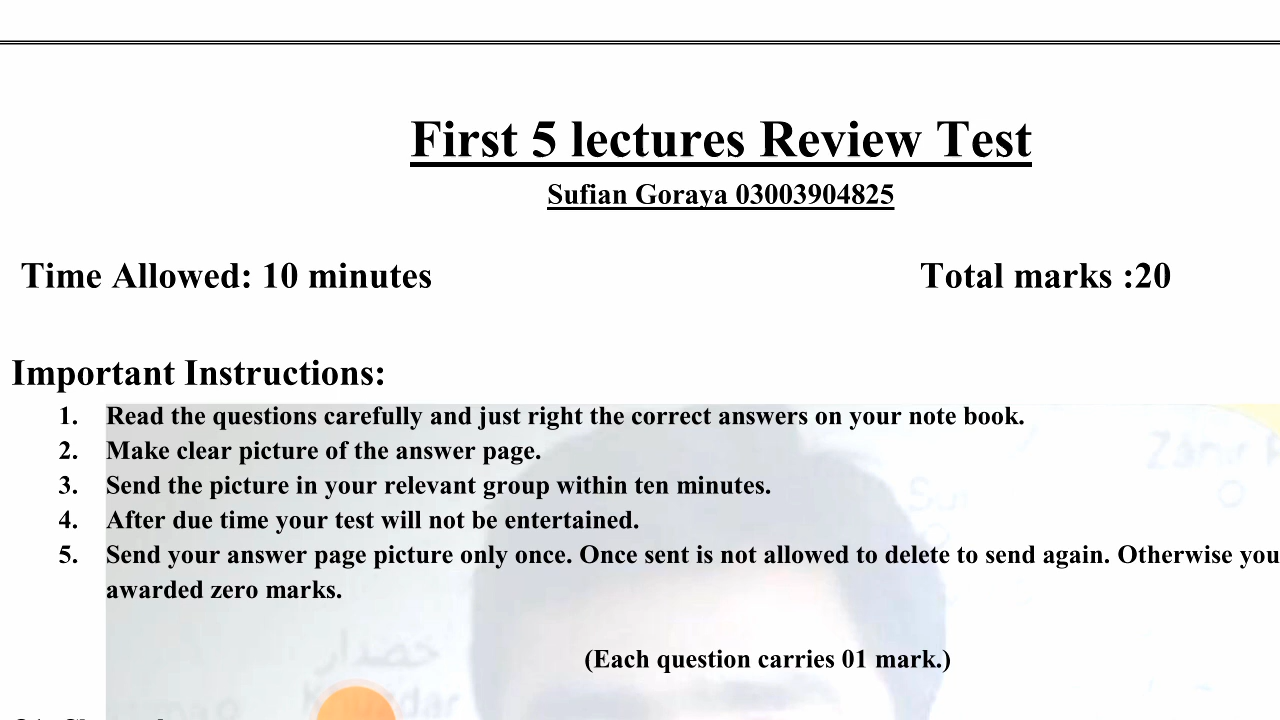 First 5 lectures Review Test
Sufian Goraya 03003904825
Time Allowed: 10 minutes Total marks :20
Important Instructions:
1. Read the questions carefully and just right the correct answers on your note book.
2. Make clear picture of the answer page.
3. Send the picture in your relevant group within ten minutes.
4. After due time your test will not be entertained.
5. Send your answer page picture only once. Once sent is not allowed to delete to send again. Otherwise you
awarded zero marks.
(Each question carries 01 mark.)
خضدار